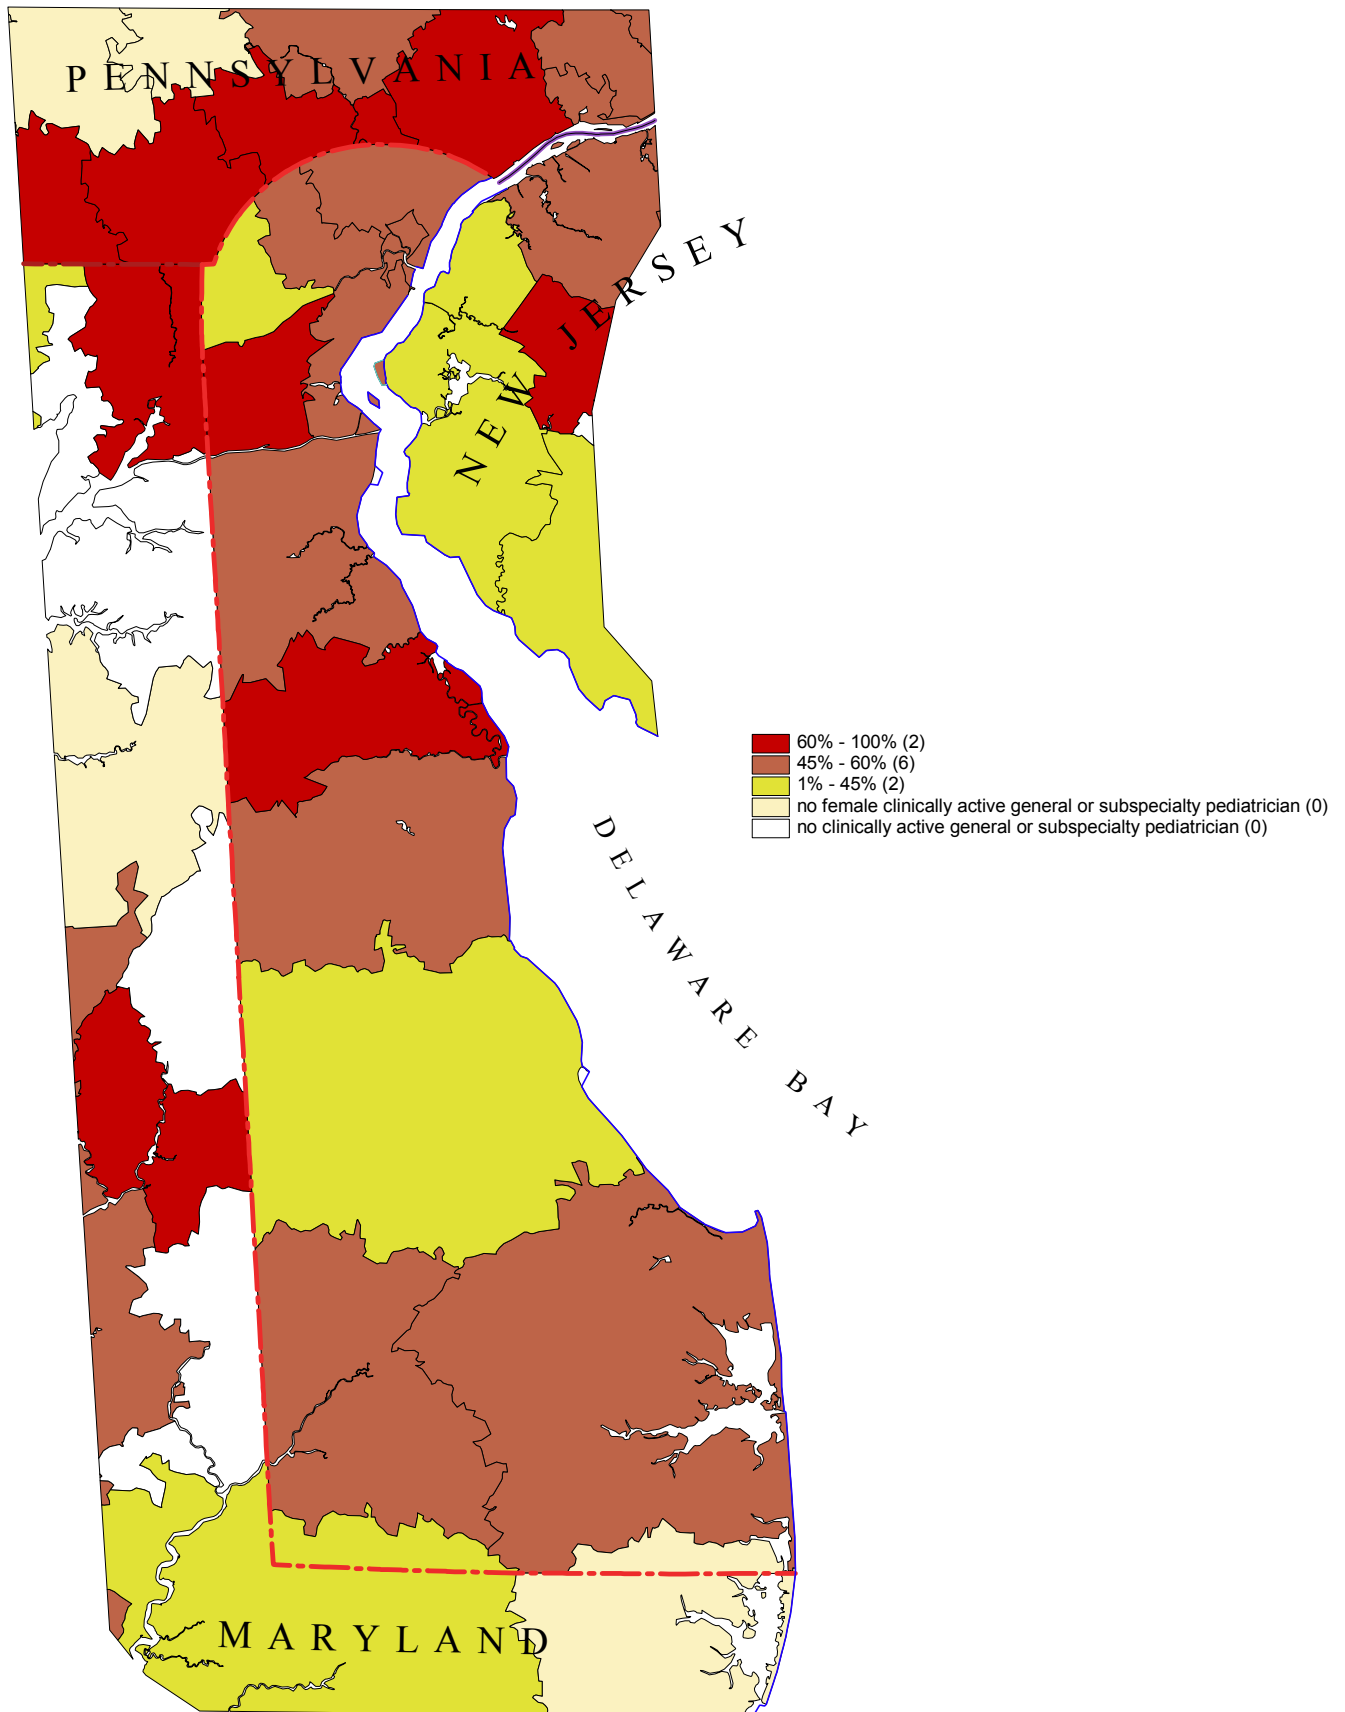 PENNSYLVANIA
NEW JERSEY
60% - 100% (2)
45% - 60% (6)
1% - 45% (2)
no female clinically active general or subspecialty pediatrician (0)
no clinically active general or subspecialty pediatrician (0)
DELAWARE BAY
MARYLAND